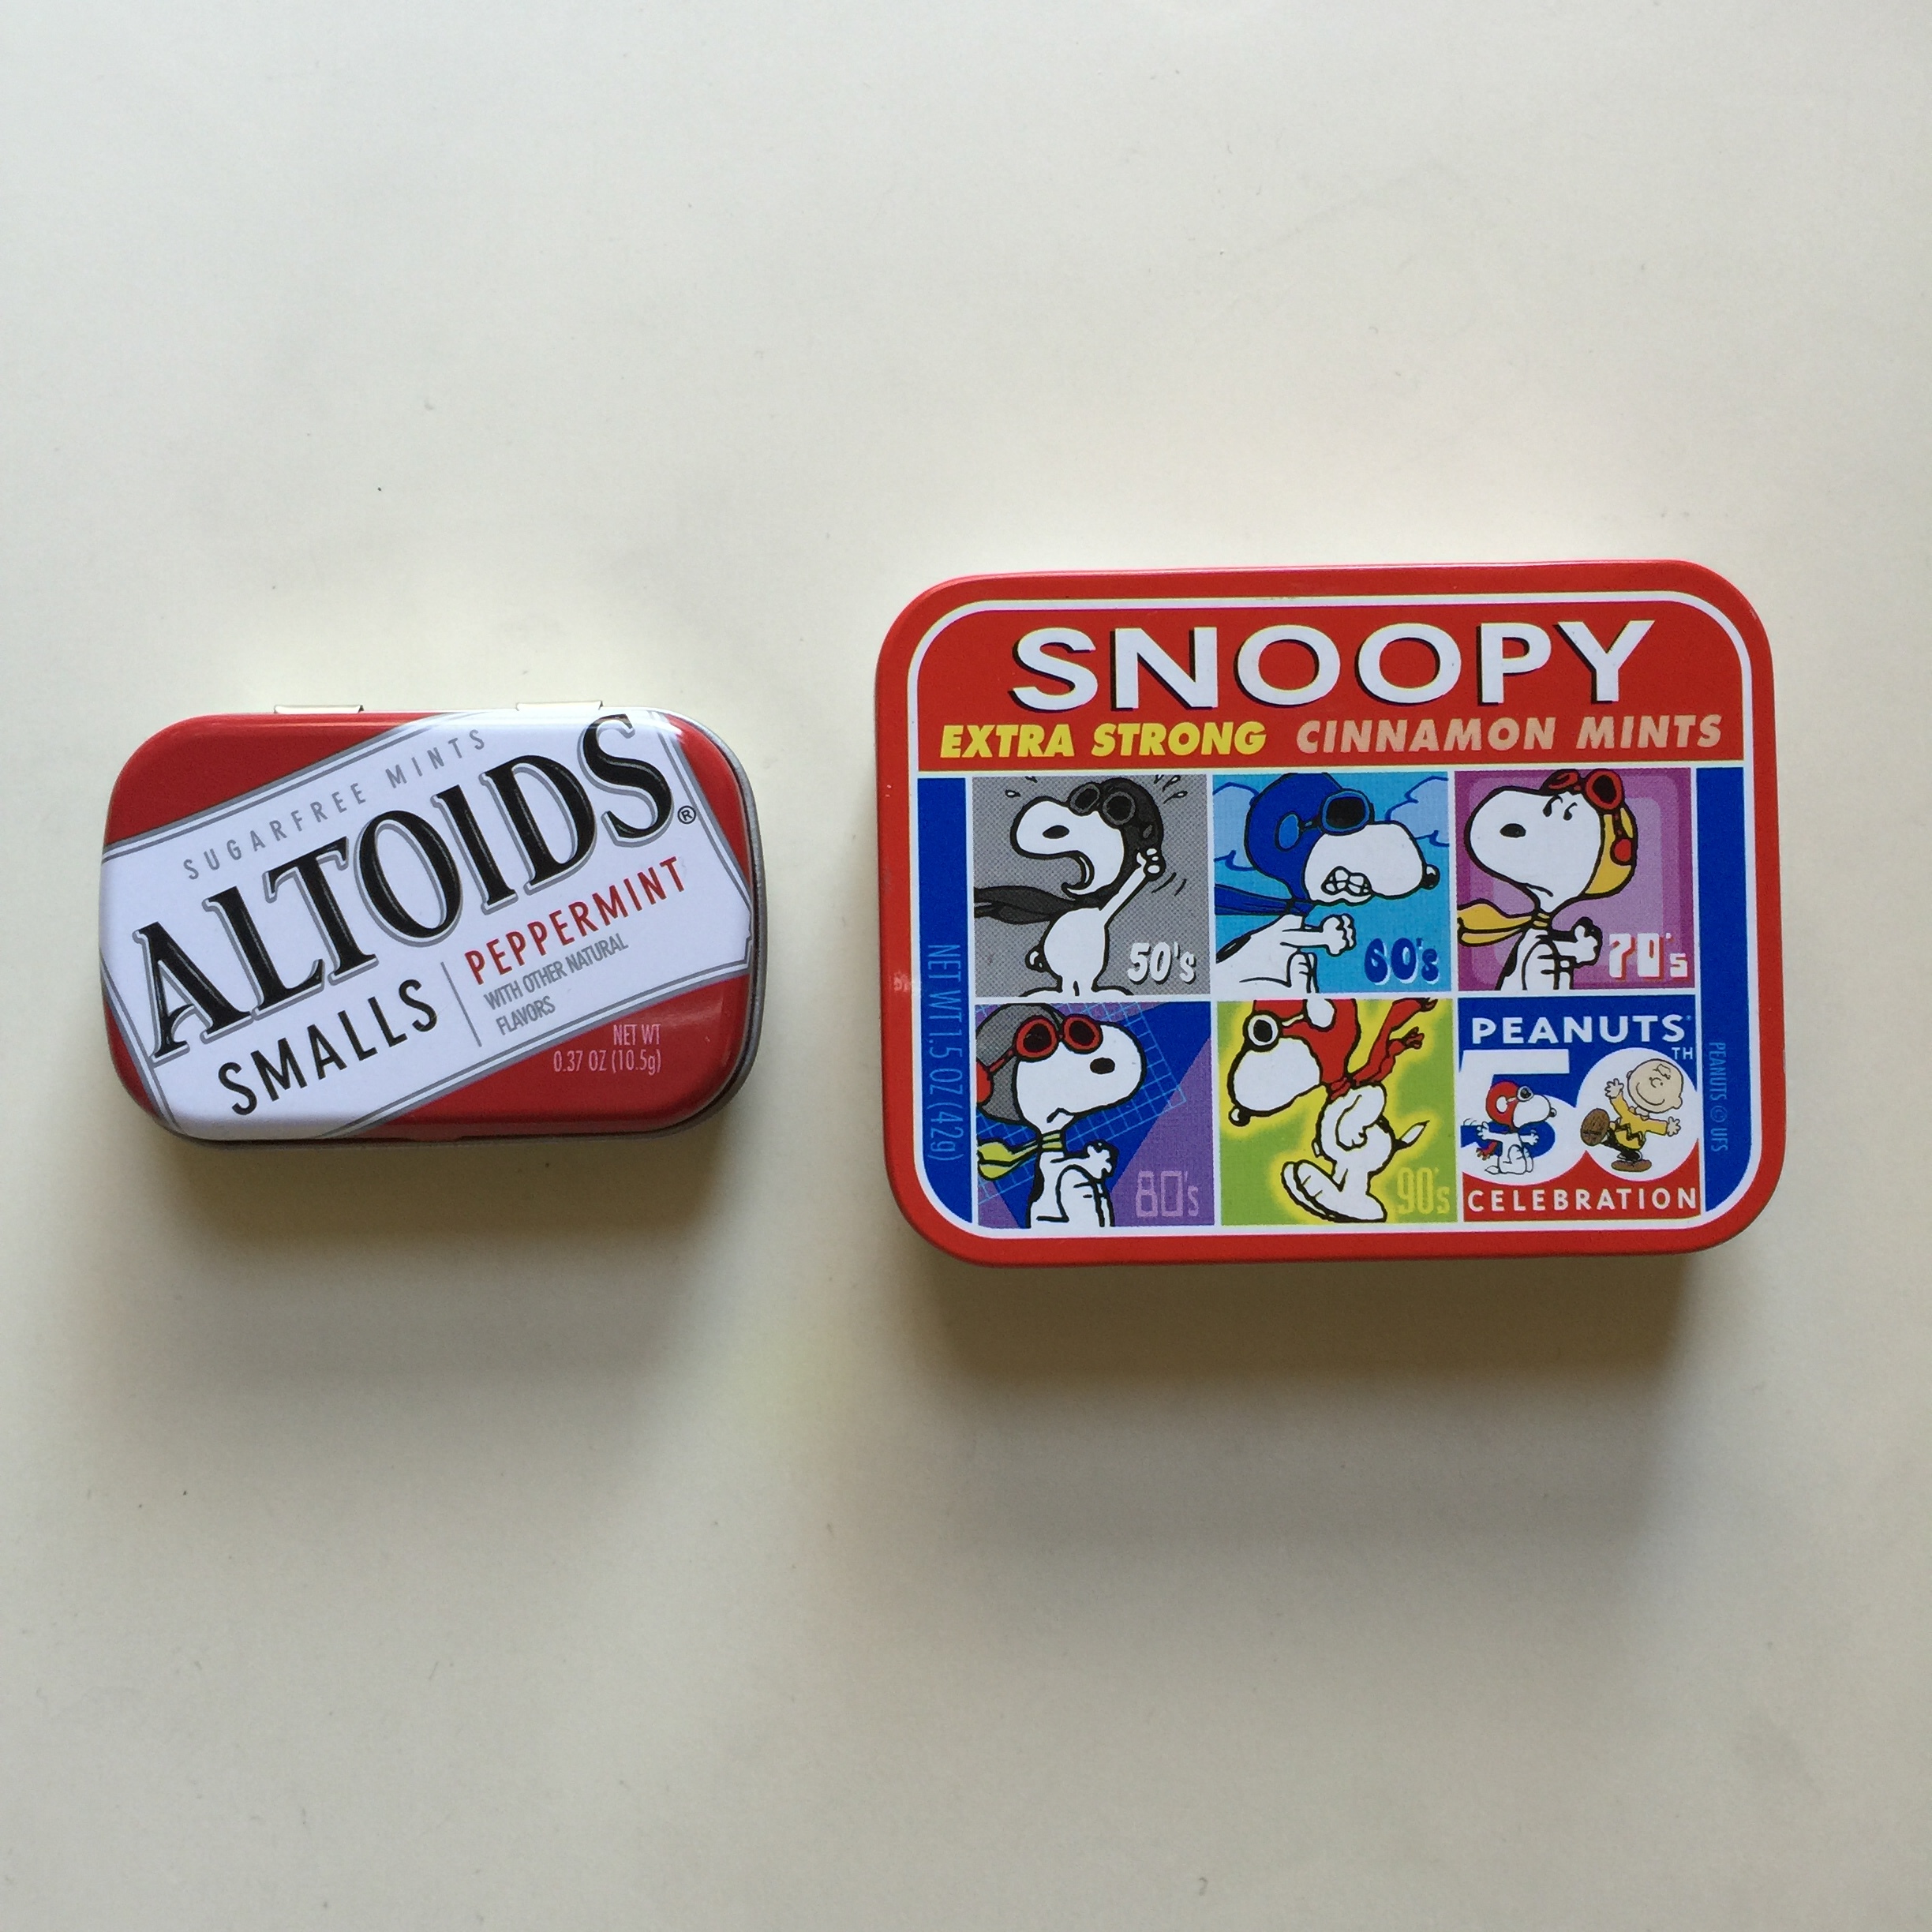 SUGARFREE MINTS
ALTOIDS®
SMALLS
PEPPERMINT
WITH OTHER NATURAL
FLAVORS
NET WT
0.37 OZ (10.5g)
SNOOPY
EXTRA STRONG CINNAMON MINTS
50's
60's
70's
80's
90's
PEANUTS®
50TH
CELEBRATION
NET WT 1.5 OZ (42g)
PEANUTS © UFS